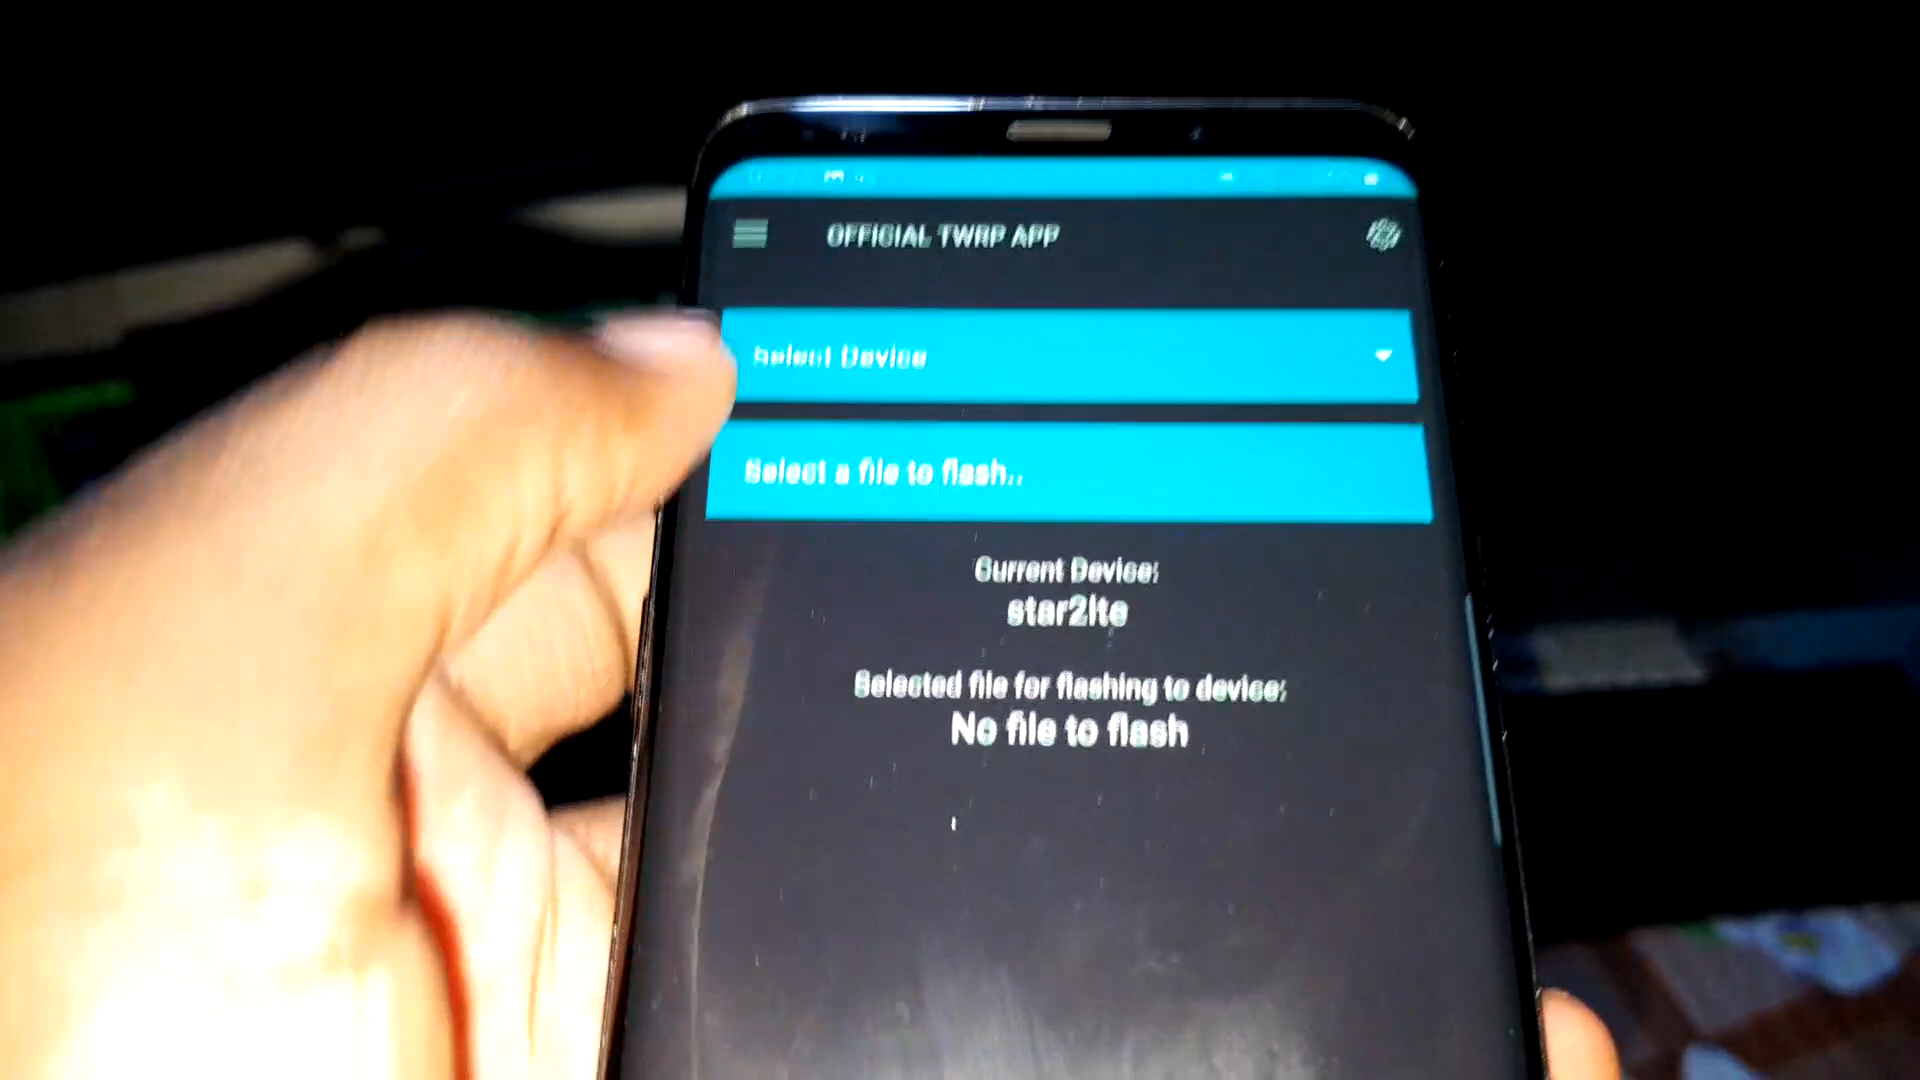 OFFICIAL TWRP APP
Select Device
Select a file to flash..
Current Device:
star2lte
Selected file for flashing to device:
No file to flash